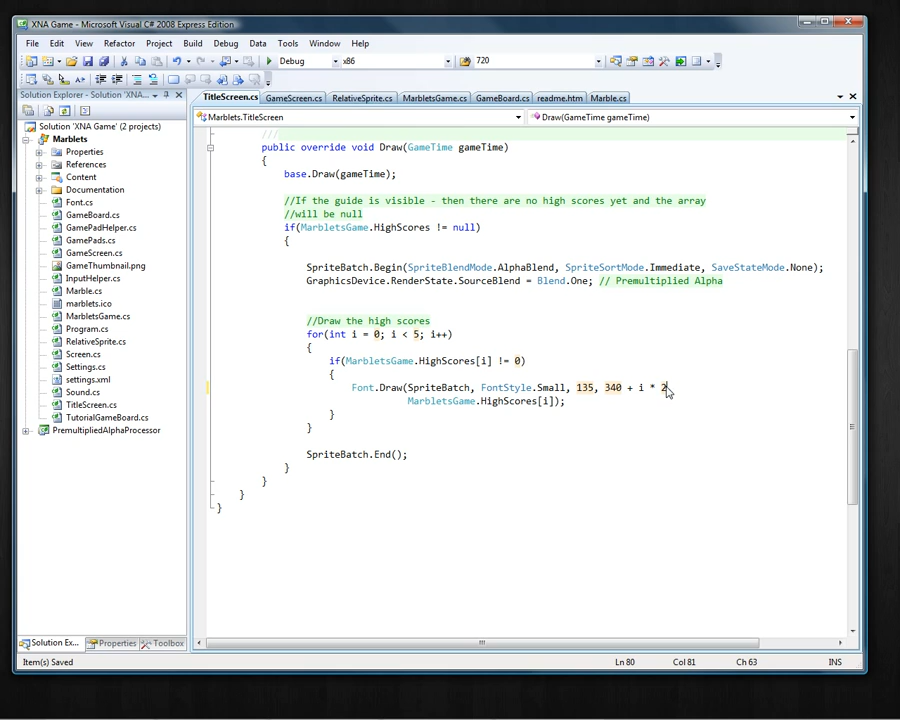 XNA Game - Microsoft Visual C# 2008 Express Edition
File Edit View Refactor Project Build Debug Data Tools Window Help
Debug x86 720
Solution Explorer - Solution 'XNA... TitleScreen.cs GameScreen.cs RelativeSprite.cs MarbletsGame.cs GameBoard.cs readme.htm Marble.cs
Marblets.TitleScreen Draw(GameTime gameTime)
Solution 'XNA Game' (2 projects)
Marblets
Properties
References
Content
Documentation
Font.cs
GameBoard.cs
GamePadHelper.cs
GamePads.cs
GameScreen.cs
GameThumbnail.png
InputHelper.cs
Marble.cs
marblets.ico
MarbletsGame.cs
Program.cs
RelativeSprite.cs
Screen.cs
Settings.cs
settings.xml
Sound.cs
TitleScreen.cs
TutorialGameBoard.cs
PremultipliedAlphaProcessor
///
public override void Draw(GameTime gameTime)
{
base.Draw(gameTime);
//If the guide is visible - then there are no high scores yet and the array
//will be null
if(MarbletsGame.HighScores != null)
{
SpriteBatch.Begin(SpriteBlendMode.AlphaBlend, SpriteSortMode.Immediate, SaveStateMode.None);
GraphicsDevice.RenderState.SourceBlend = Blend.One; // Premultiplied Alpha
//Draw the high scores
for(int i = 0; i < 5; i++)
{
if(MarbletsGame.HighScores[i] != 0)
{
Font.Draw(SpriteBatch, FontStyle.Small, 135, 340 + i * 2
MarbletsGame.HighScores[i]);
}
}
SpriteBatch.End();
}
}
}
}
Solution Ex... Properties Toolbox
Item(s) Saved Ln 80 Col 81 Ch 63 INS